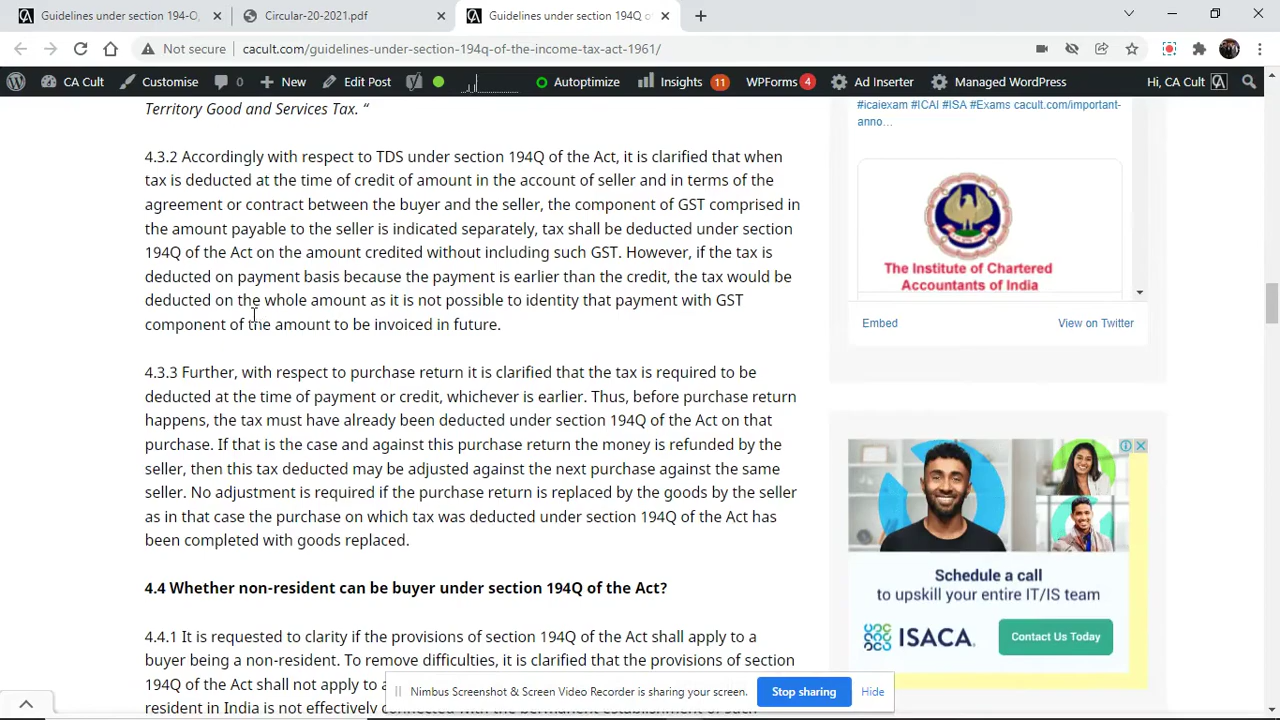 Guidelines under section 194-O,
Circular-20-2021.pdf
Guidelines under section 194Q o
Not secure
cacult.com/guidelines-under-section-194q-of-the-income-tax-act-1961/
CA Cult
Customise
0
New
Edit Post
Autoptimize
Insights 11
WPForms 4
Ad Inserter
Managed WordPress
Hi, CA Cult
Territory Good and Services Tax. “
4.3.2 Accordingly with respect to TDS under section 194Q of the Act, it is clarified that when
tax is deducted at the time of credit of amount in the account of seller and in terms of the
agreement or contract between the buyer and the seller, the component of GST comprised in
the amount payable to the seller is indicated separately, tax shall be deducted under section
194Q of the Act on the amount credited without including such GST. However, if the tax is
deducted on payment basis because the payment is earlier than the credit, the tax would be
deducted on the whole amount as it is not possible to identity that payment with GST
component of the amount to be invoiced in future.
4.3.3 Further, with respect to purchase return it is clarified that the tax is required to be
deducted at the time of payment or credit, whichever is earlier. Thus, before purchase return
happens, the tax must have already been deducted under section 194Q of the Act on that
purchase. If that is the case and against this purchase return the money is refunded by the
seller, then this tax deducted may be adjusted against the next purchase against the same
seller. No adjustment is required if the purchase return is replaced by the goods by the seller
as in that case the purchase on which tax was deducted under section 194Q of the Act has
been completed with goods replaced.
4.4 Whether non-resident can be buyer under section 194Q of the Act?
4.4.1 It is requested to clarity if the provisions of section 194Q of the Act shall apply to a
buyer being a non-resident. To remove difficulties, it is clarified that the provisions of section
194Q of the Act shall not apply to a
resident in India is not effectively connected with the permanent establishment of such
#icaiexam #ICAI #ISA #Exams cacult.com/important-
anno…
The Institute of Chartered
Accountants of India
Embed
View on Twitter
Schedule a call
to upskill your entire IT/IS team
ISACA.
Contact Us Today
Nimbus Screenshot & Screen Video Recorder is sharing your screen.
Stop sharing
Hide